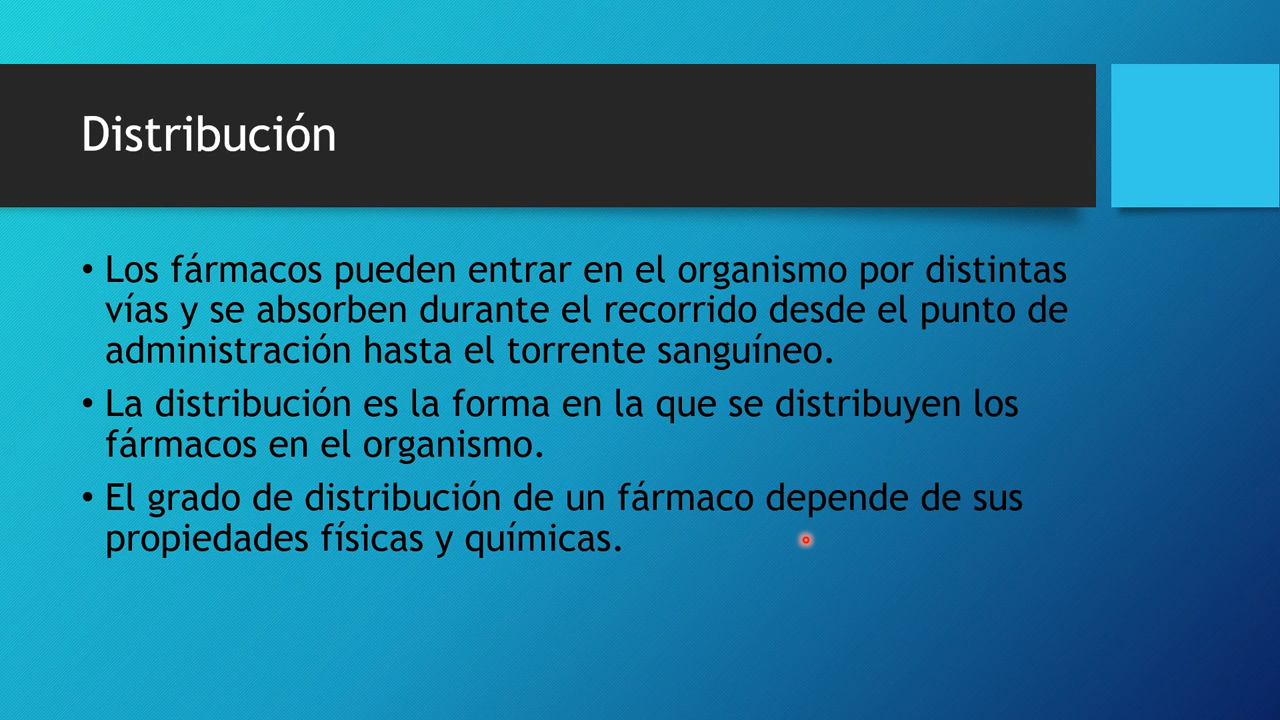 Distribución
• Los fármacos pueden entrar en el organismo por distintas
vías y se absorben durante el recorrido desde el punto de
administración hasta el torrente sanguíneo.
• La distribución es la forma en la que se distribuyen los
fármacos en el organismo.
• El grado de distribución de un fármaco depende de sus
propiedades físicas y químicas.